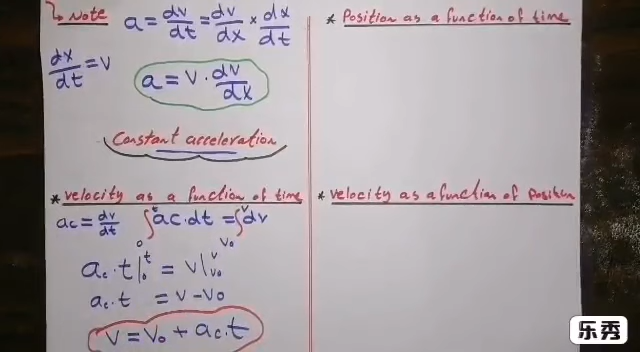 Note a = dv/dt = dv/dx × dx/dt
dx/dt = v
a = v · dv/dx
Constant acceleration
* velocity as a function of time
ac = dv/dt ∫₀ᵗ ac · dt = ∫ᵥ₀ᵛ dv
ac · t |₀ᵗ = v |ᵥ₀ᵛ
ac · t = v - v₀
v = v₀ + ac · t
* Position as a function of time
* velocity as a function of position
乐秀